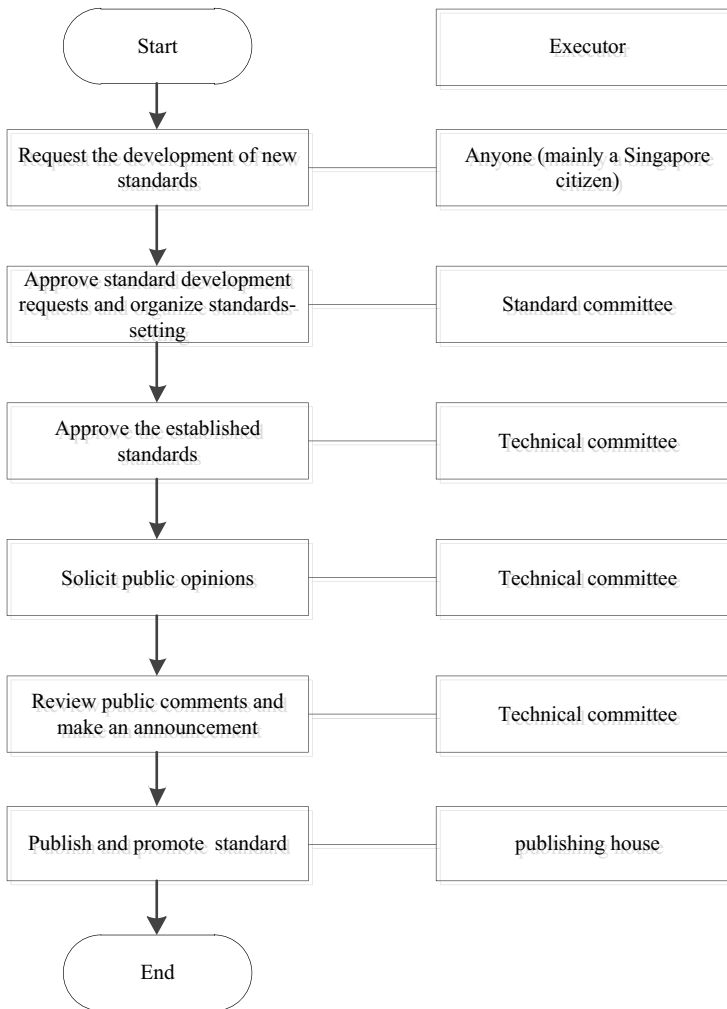 Start
Executor
Request the development of new
standards
Anyone (mainly a Singapore
citizen)
Approve standard development
requests and organize standards-
setting
Standard committee
Approve the established
standards
Technical committee
Solicit public opinions
Technical committee
Review public comments and
make an announcement
Technical committee
Publish and promote standard
publishing house
End